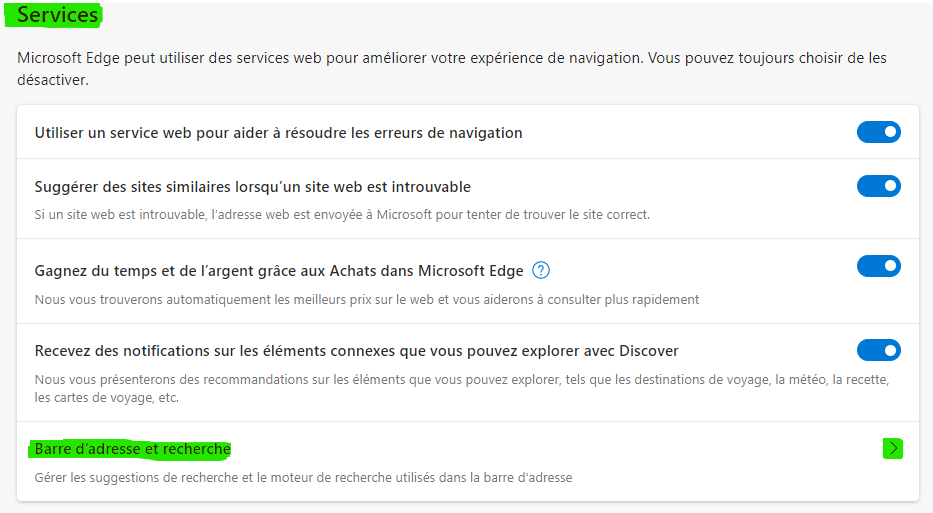 Services
Microsoft Edge peut utiliser des services web pour améliorer votre expérience de navigation. Vous pouvez toujours choisir de les
désactiver.
Utiliser un service web pour aider à résoudre les erreurs de navigation
Suggérer des sites similaires lorsqu'un site web est introuvable
Si un site web est introuvable, l'adresse web est envoyée à Microsoft pour tenter de trouver le site correct.
Gagnez du temps et de l'argent grâce aux Achats dans Microsoft Edge ?
Nous vous trouverons automatiquement les meilleurs prix sur le web et vous aiderons à consulter plus rapidement
Recevez des notifications sur les éléments connexes que vous pouvez explorer avec Discover
Nous vous présenterons des recommandations sur les éléments que vous pouvez explorer, tels que les destinations de voyage, la météo, la recette,
les cartes de voyage, etc.
Barre d'adresse et recherche
Gérer les suggestions de recherche et le moteur de recherche utilisés dans la barre d'adresse